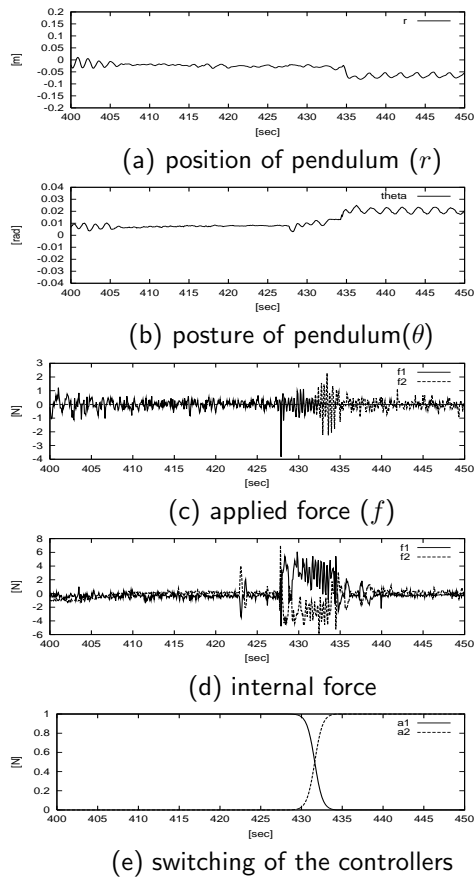 0.2
0.15
0.1
0.05
0
-0.05
-0.1
-0.15
-0.2
[m]
r
400 405 410 415 420 425 430 435 440 445 450
[sec]
(a) position of pendulum (r)
0.04
0.03
0.02
0.01
0
-0.01
-0.02
-0.03
-0.04
[rad]
theta
400 405 410 415 420 425 430 435 440 445 450
[sec]
(b) posture of pendulum(θ)
3
2
1
0
-1
-2
-3
-4
[N]
f1
f2
400 405 410 415 420 425 430 435 440 445 450
[sec]
(c) applied force (f)
8
6
4
2
0
-2
-4
-6
[N]
f1
f2
400 405 410 415 420 425 430 435 440 445 450
[sec]
(d) internal force
1
0.8
0.6
0.4
0.2
0
[N]
a1
a2
400 405 410 415 420 425 430 435 440 445 450
[sec]
(e) switching of the controllers